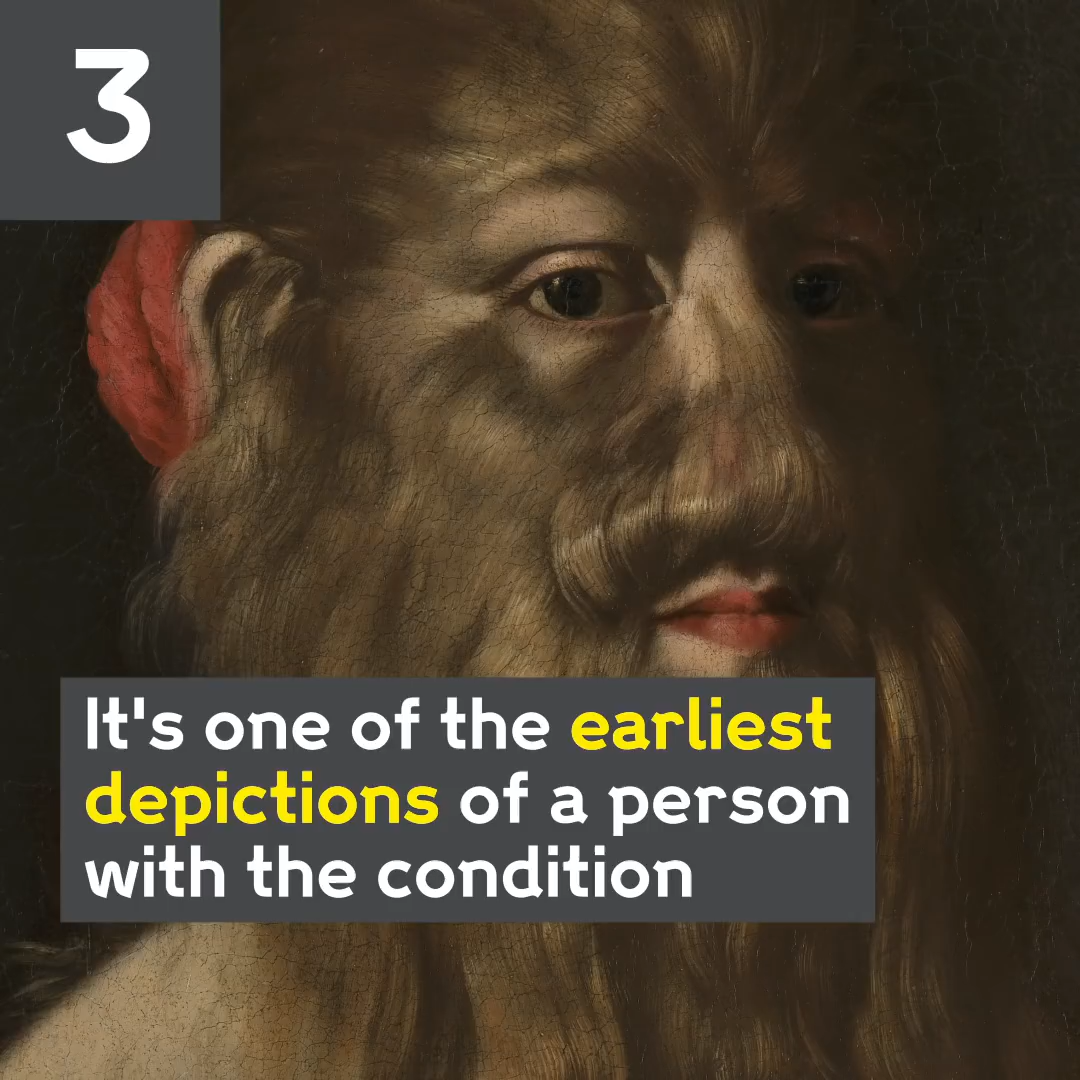 3
It's one of the earliest
depictions of a person
with the condition